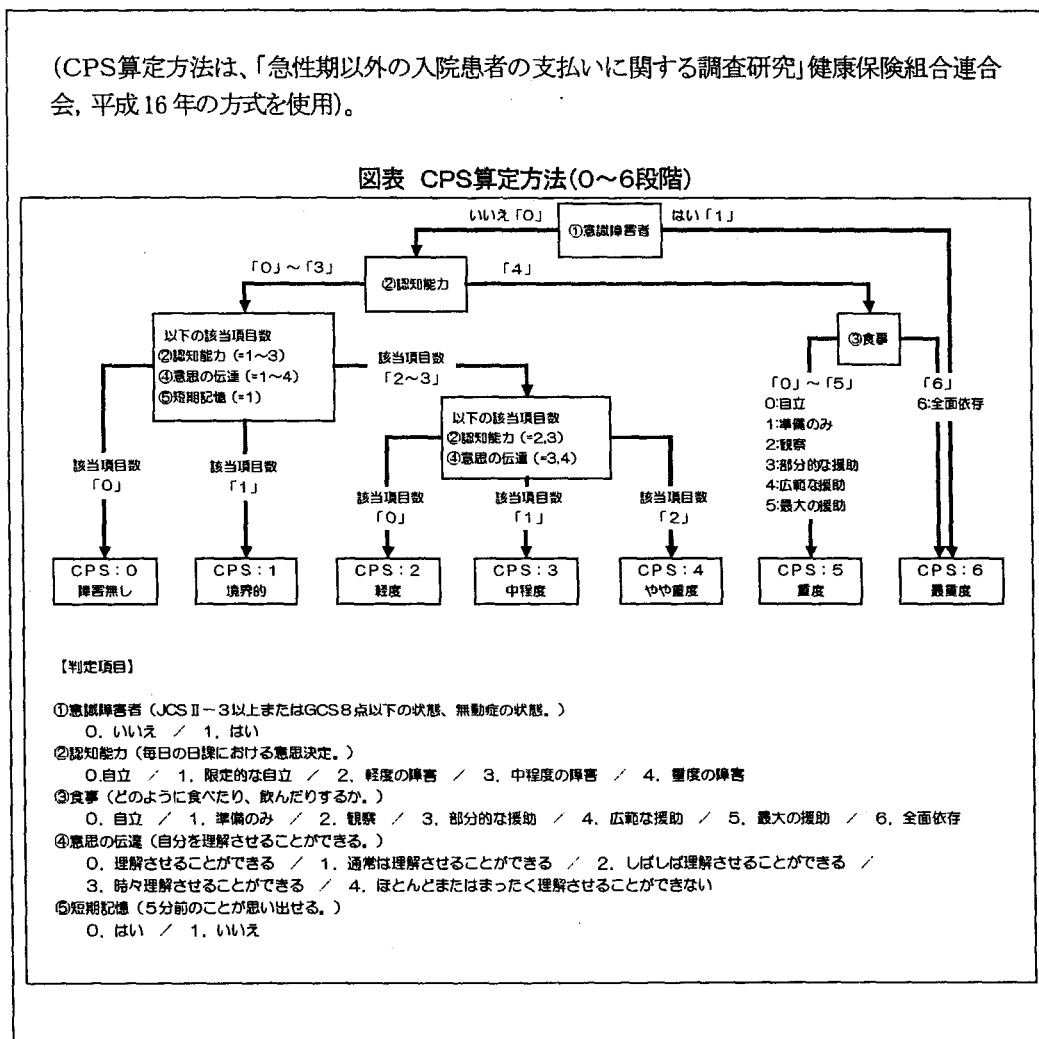 (CPS算定方法は、「急性期以外の入院患者の支払いに関する調査研究」健康保険組合連合
会, 平成16年の方式を使用)。
図表 CPS算定方法(0～6段階)
いいえ「0」
①意識障害者
はい「1」
「0」～「3」
②認知能力
「4」
以下の該当項目数
②認知能力 (=1～3)
④意思の伝達 (=1～4)
⑤短期記憶 (=1)
該当項目数
「2～3」
③食事
「0」～「5」
0:自立
1:準備のみ
2:観察
3:部分的な援助
4:広範な援助
5:最大の援助
「6」
6:全面依存
以下の該当項目数
②認知能力 (=2,3)
④意思の伝達 (=3,4)
該当項目数
「0」
該当項目数
「1」
該当項目数
「0」
該当項目数
「1」
該当項目数
「2」
CPS:0
障害無し
CPS:1
境界的
CPS:2
軽度
CPS:3
中程度
CPS:4
やや重度
CPS:5
重度
CPS:6
最重度
【判定項目】
①意識障害者(JCSⅡ-3以上またはGCS8点以下の状態、無動症の状態。)
0. いいえ / 1. はい
②認知能力(毎日の日課における意思決定。)
0.自立 / 1. 限定的な自立 / 2. 軽度の障害 / 3. 中程度の障害 / 4. 重度の障害
③食事(どのように食べたり、飲んだりするか。)
0. 自立 / 1. 準備のみ / 2. 観察 / 3. 部分的な援助 / 4. 広範な援助 / 5. 最大の援助 / 6. 全面依存
④意思の伝達(自分を理解させることができる。)
0. 理解させることができる / 1. 通常は理解させることができる / 2. しばしば理解させることができる /
3. 時々理解させることができる / 4. ほとんどまたはまったく理解させることができない
⑤短期記憶(5分前のことが思い出せる。)
0. はい / 1. いいえ